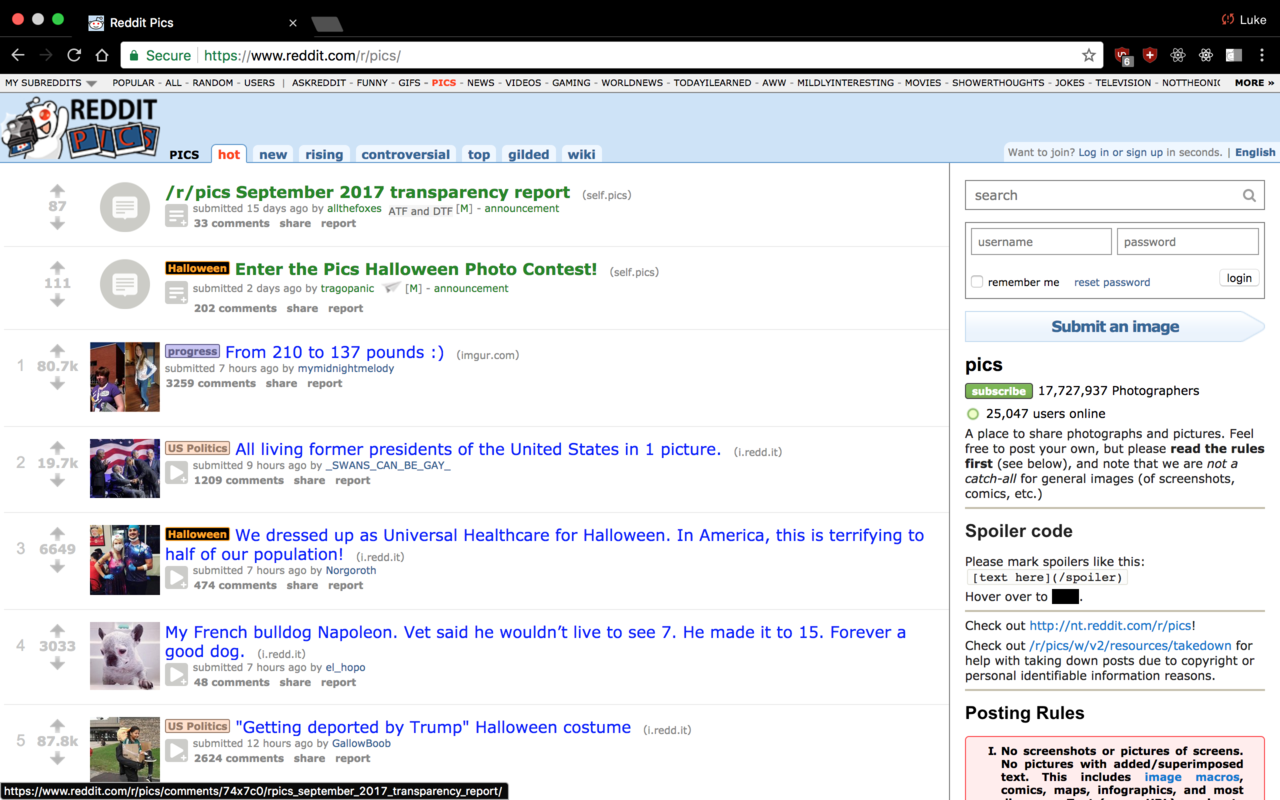 Reddit Pics
Luke
Secure https://www.reddit.com/r/pics/
6
MY SUBREDDITS POPULAR - ALL - RANDOM - USERS | ASKREDDIT - FUNNY - GIFS - PICS - NEWS - VIDEOS - GAMING - WORLDNEWS - TODAYILEARNED - AWW - MILDLYINTERESTING - MOVIES - SHOWERTHOUGHTS - JOKES - TELEVISION - NOTTHEONIO MORE »
REDDIT
PICS
PICS hot new rising controversial top gilded wiki
Want to join? Log in or sign up in seconds. | English
87
/r/pics September 2017 transparency report (self.pics)
submitted 15 days ago by allthefoxes ATF and DTF [M] - announcement
33 comments share report
111
Halloween Enter the Pics Halloween Photo Contest! (self.pics)
submitted 2 days ago by tragopanic [M] - announcement
202 comments share report
1 80.7k
progress From 210 to 137 pounds :) (imgur.com)
submitted 7 hours ago by mymidnightmelody
3259 comments share report
2 19.7k
US Politics All living former presidents of the United States in 1 picture. (i.redd.it)
submitted 9 hours ago by _SWANS_CAN_BE_GAY_
1209 comments share report
3 6649
Halloween We dressed up as Universal Healthcare for Halloween. In America, this is terrifying to
half of our population! (i.redd.it)
submitted 7 hours ago by Norgoroth
474 comments share report
4 3033
My French bulldog Napoleon. Vet said he wouldn’t live to see 7. He made it to 15. Forever a
good dog. (i.redd.it)
submitted 7 hours ago by el_hopo
48 comments share report
5 87.8k
US Politics "Getting deported by Trump" Halloween costume (i.redd.it)
submitted 12 hours ago by GallowBoob
2624 comments share report
https://www.reddit.com/r/pics/comments/74x7c0/rpics_september_2017_transparency_report/
search
username password
remember me reset password login
Submit an image
pics
subscribe 17,727,937 Photographers
25,047 users online
A place to share photographs and pictures. Feel
free to post your own, but please read the rules
first (see below), and note that we are not a
catch-all for general images (of screenshots,
comics, etc.)
Spoiler code
Please mark spoilers like this:
[text here](/spoiler)
Hover over to .
Check out http://nt.reddit.com/r/pics!
Check out /r/pics/w/v2/resources/takedown for
help with taking down posts due to copyright or
personal identifiable information reasons.
Posting Rules
I. No screenshots or pictures of screens.
No pictures with added/superimposed
text. This includes image macros,
comics, maps, infographics, and most